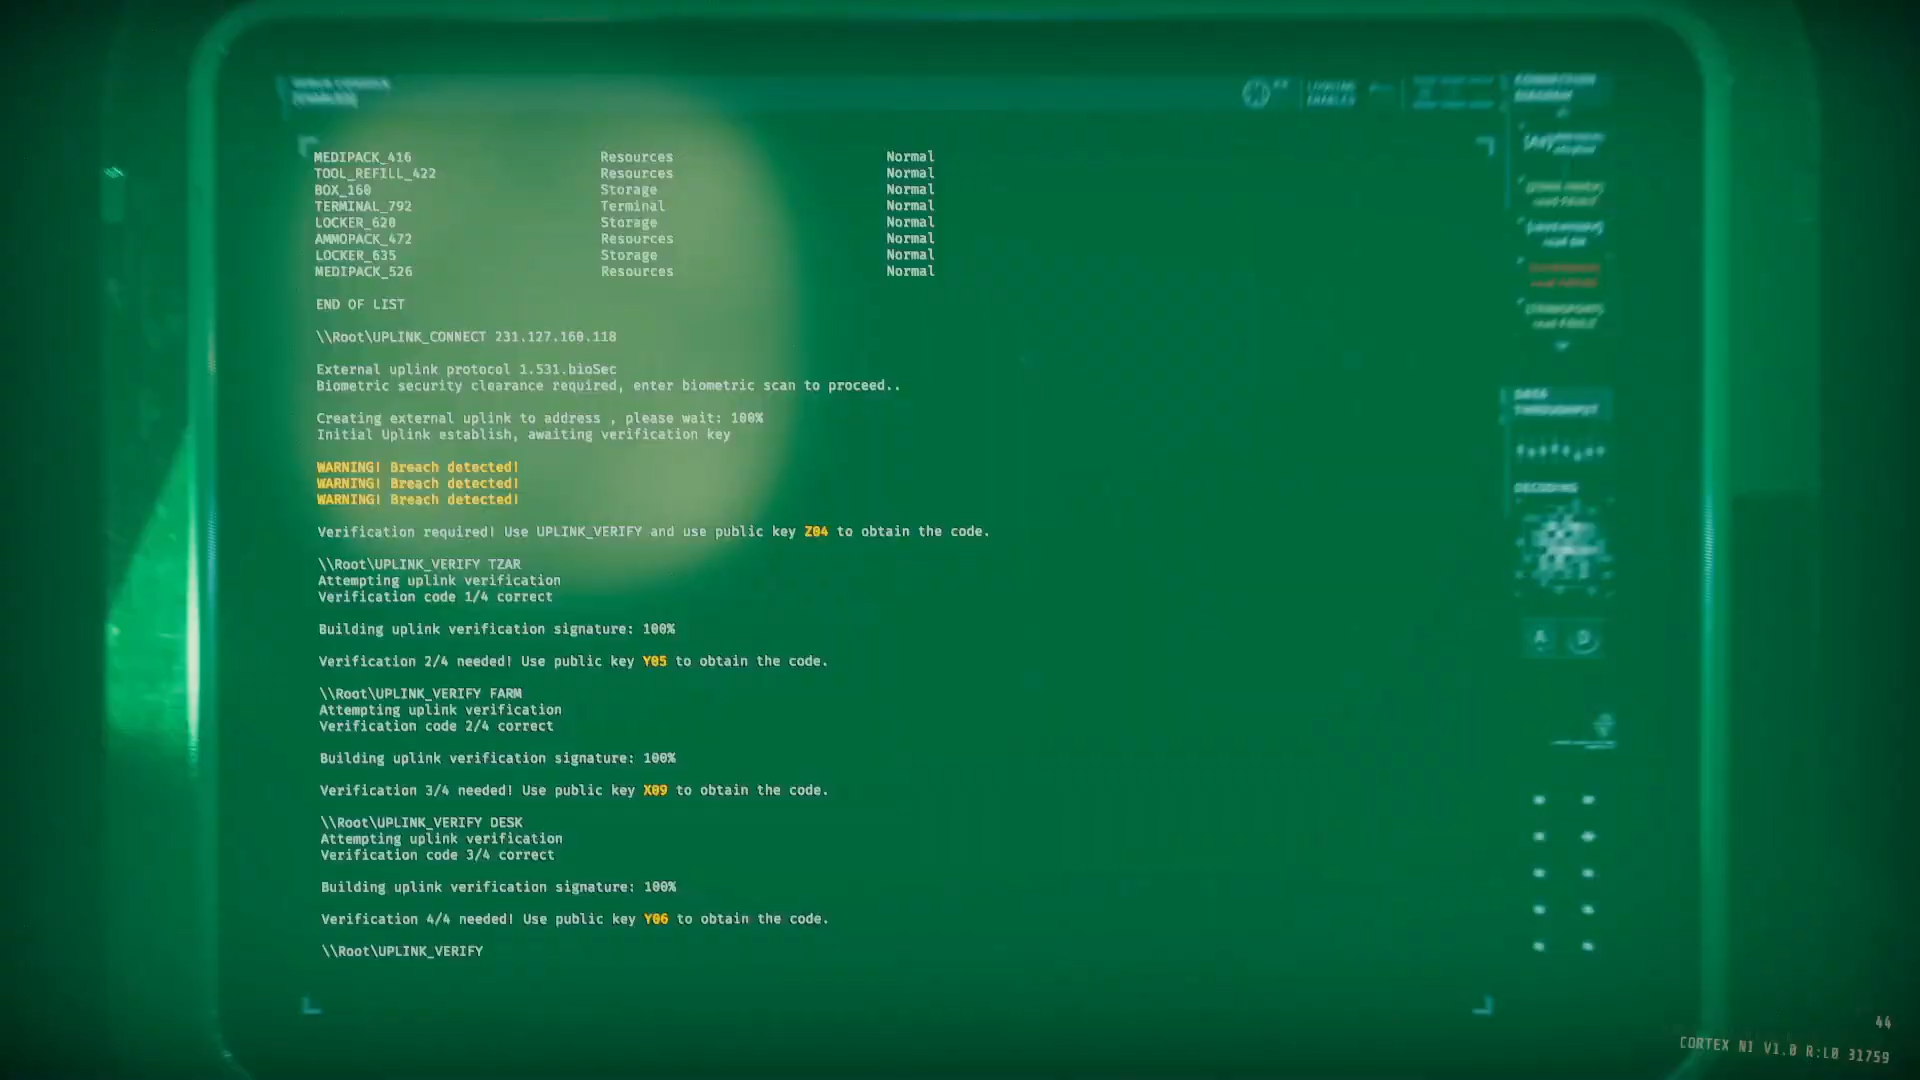 MEDIPACK_416 Resources Normal
TOOL_REFILL_422 Resources Normal
BOX_160 Storage Normal
TERMINAL_792 Terminal Normal
LOCKER_620 Storage Normal
AMMOPACK_472 Resources Normal
LOCKER_635 Storage Normal
MEDIPACK_526 Resources Normal
END OF LIST
\\Root\UPLINK_CONNECT 231.127.160.118
External uplink protocol 1.531.bioSec
Biometric security clearance required, enter biometric scan to proceed..
Creating external uplink to address , please wait: 100%
Initial Uplink establish, awaiting verification key
WARNING! Breach detected!
WARNING! Breach detected!
WARNING! Breach detected!
Verification required! Use UPLINK_VERIFY and use public key Z04 to obtain the code.
\\Root\UPLINK_VERIFY TZAR
Attempting uplink verification
Verification code 1/4 correct
Building uplink verification signature: 100%
Verification 2/4 needed! Use public key Y05 to obtain the code.
\\Root\UPLINK_VERIFY FARM
Attempting uplink verification
Verification code 2/4 correct
Building uplink verification signature: 100%
Verification 3/4 needed! Use public key X09 to obtain the code.
\\Root\UPLINK_VERIFY DESK
Attempting uplink verification
Verification code 3/4 correct
Building uplink verification signature: 100%
Verification 4/4 needed! Use public key Y06 to obtain the code.
\\Root\UPLINK_VERIFY
DATA
THROUGHPUT
DECODING
A D
44
CORTEX NI V1.0 R:L0 31759